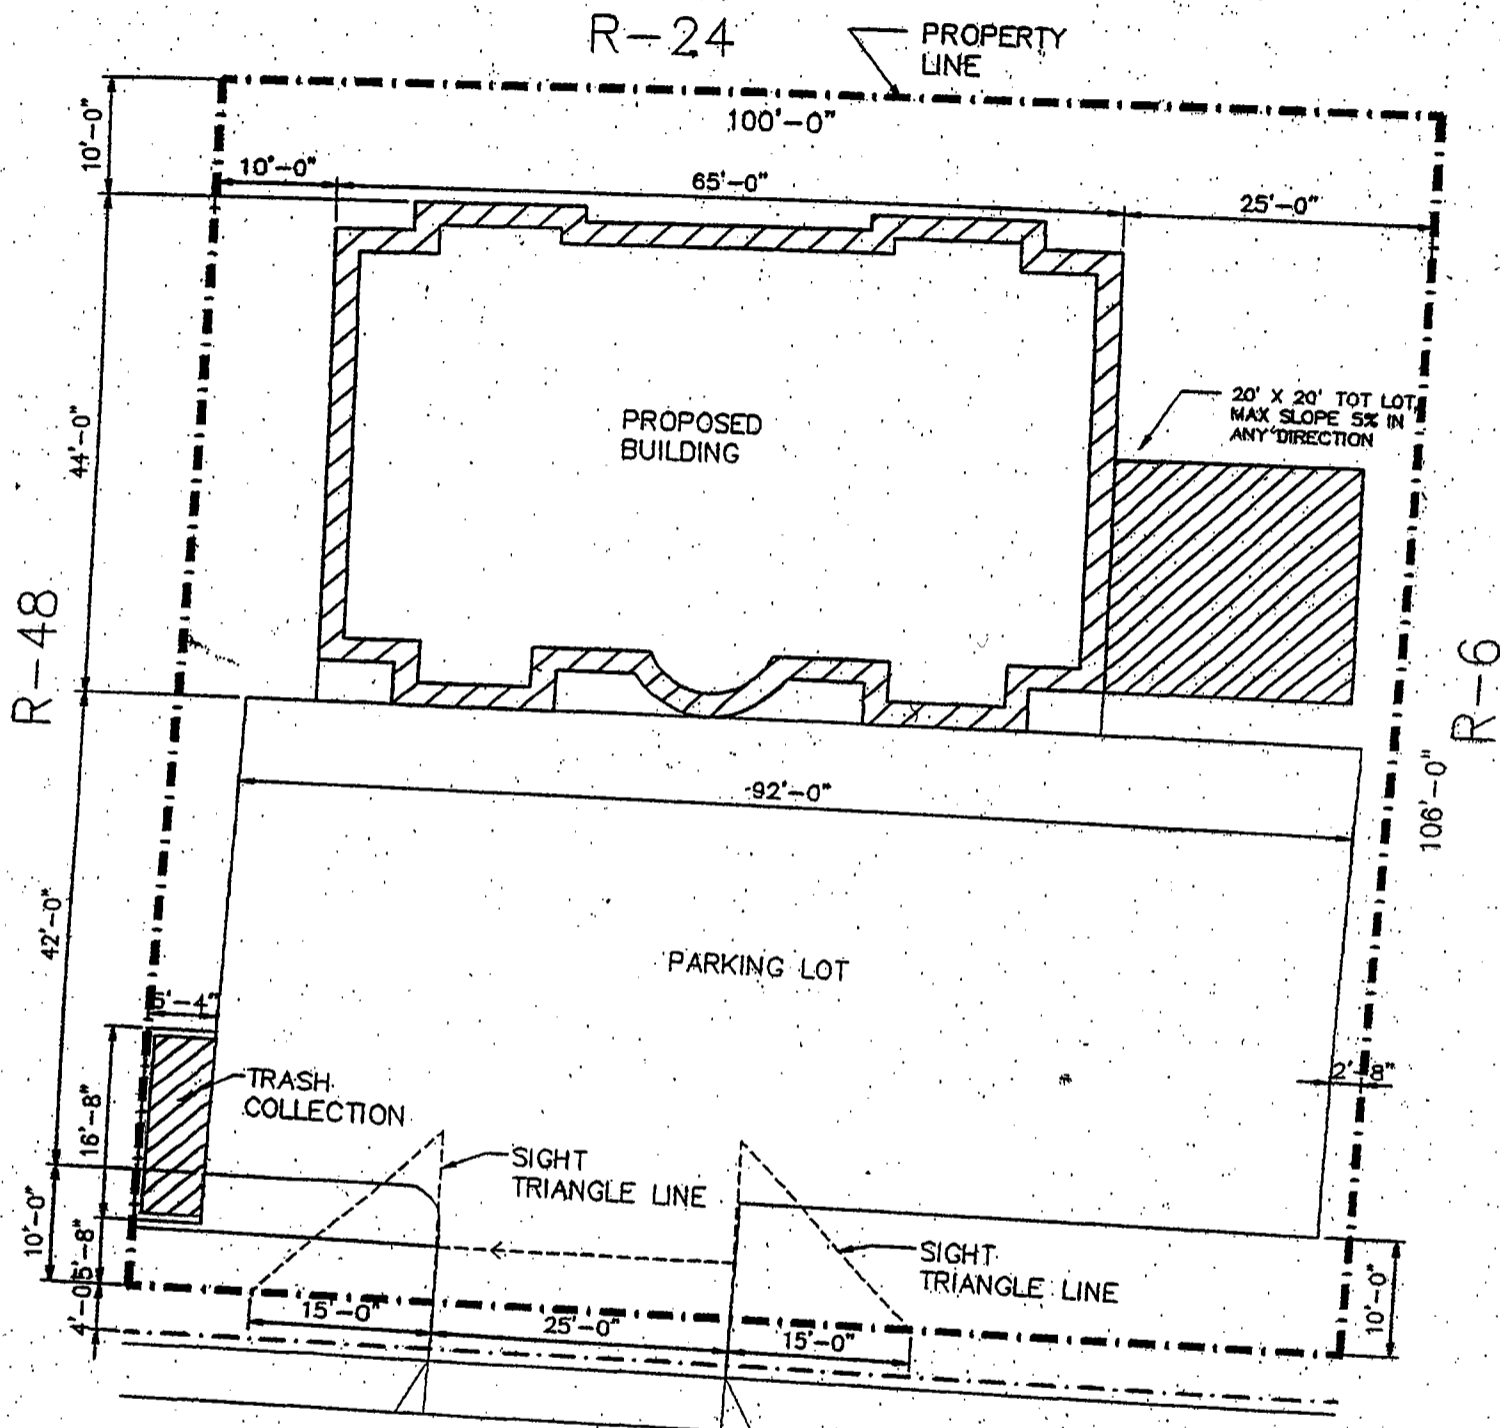 R-24
PROPERTY
LINE
100'-0"
10'-0"
10'-0"
65'-0"
25'-0"
20' X 20' TOT LOT
MAX SLOPE 5% IN
ANY DIRECTION
PROPOSED
BUILDING
44'-0"
R-48
R-6
106'-0"
92'-0"
42'-0"
PARKING LOT
5'-4"
2'-8"
TRASH
COLLECTION
16'-8"
SIGHT
TRIANGLE LINE
SIGHT
TRIANGLE LINE
10'-0"
5'-8"
4'-0"
15'-0"
25'-0"
15'-0"
10'-0"